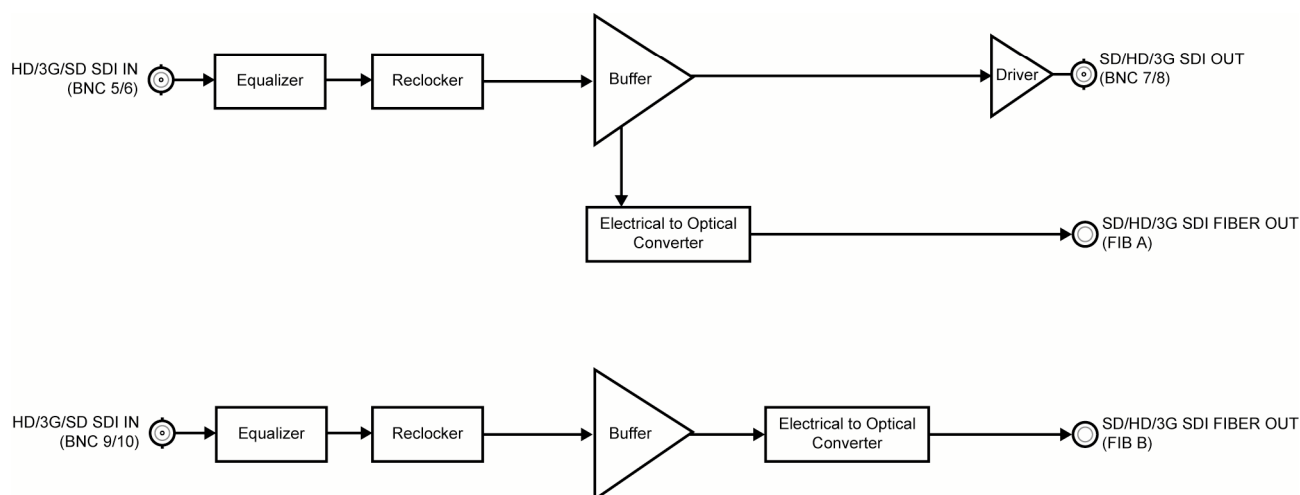 HD/3G/SD SDI IN
(BNC 5/6)
Equalizer
Reclocker
Buffer
Driver
SD/HD/3G SDI OUT
(BNC 7/8)
Electrical to Optical
Converter
SD/HD/3G SDI FIBER OUT
(FIB A)
HD/3G/SD SDI IN
(BNC 9/10)
Equalizer
Reclocker
Buffer
Electrical to Optical
Converter
SD/HD/3G SDI FIBER OUT
(FIB B)